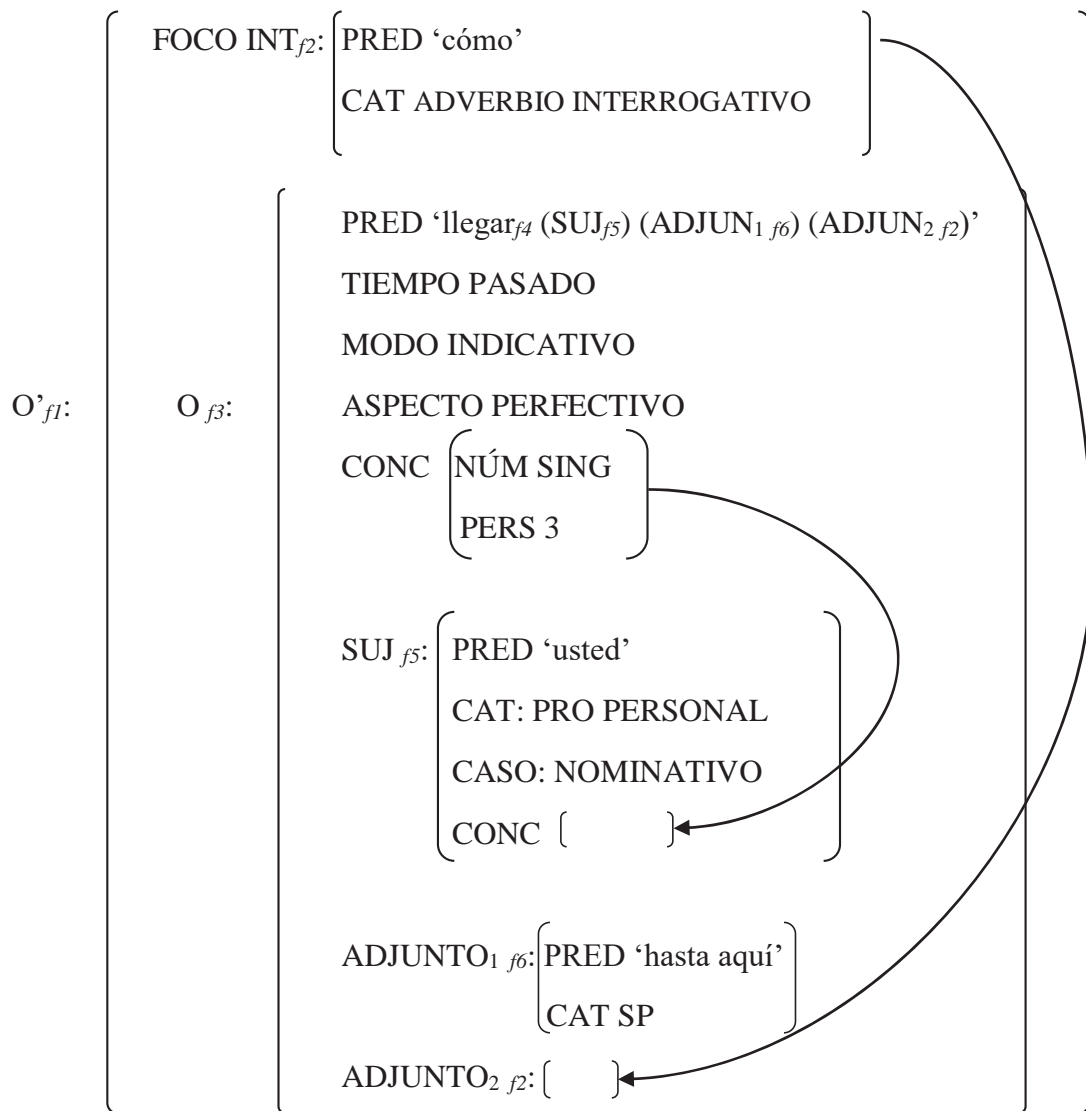 FOCO INTf2: PRED ‘cómo’
CAT ADVERBIO INTERROGATIVO
PRED ‘llegarf4 (SUJf5) (ADJUN1 f6) (ADJUN2 f2)’
TIEMPO PASADO
MODO INDICATIVO
O’f1: O f3: ASPECTO PERFECTIVO
CONC NÚM SING
PERS 3
SUJ f5: PRED ‘usted’
CAT: PRO PERSONAL
CASO: NOMINATIVO
CONC
ADJUNTO1 f6: PRED ‘hasta aquí’
CAT SP
ADJUNTO2 f2: